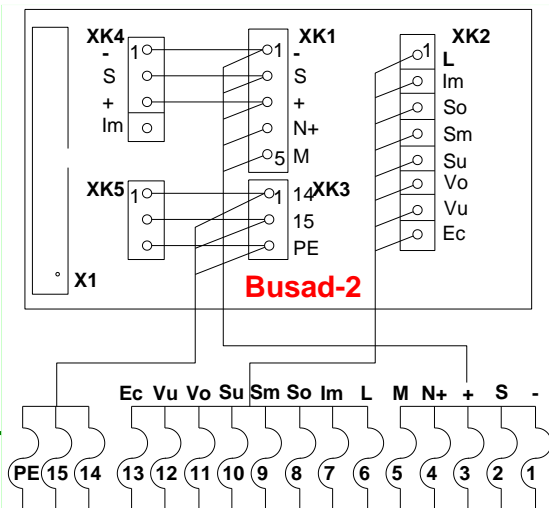 XK4 XK1 XK2
1 - 1 - 1 L
S S Im
+ + So
Im N+ Sm
5 M Su
XK5 1 1 14 XK3 Vo
15 Vu
PE Ec
X1 Busad-2
Ec Vu Vo Su Sm So Im L M N+ + S -
PE 15 14 13 12 11 10 9 8 7 6 5 4 3 2 1